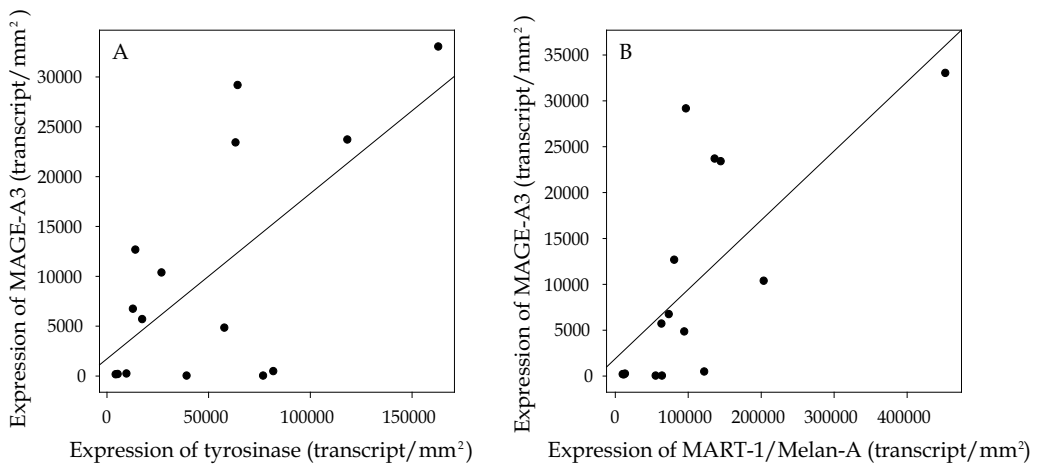 A
Expression of MAGE-A3 (transcript/mm²)
30000
25000
20000
15000
10000
5000
0
0 50000 100000 150000
Expression of tyrosinase (transcript/mm²)
B
Expression of MAGE-A3 (transcript/mm²)
35000
30000
25000
20000
15000
10000
5000
0
0 100000 200000 300000 400000
Expression of MART-1/Melan-A (transcript/mm²)